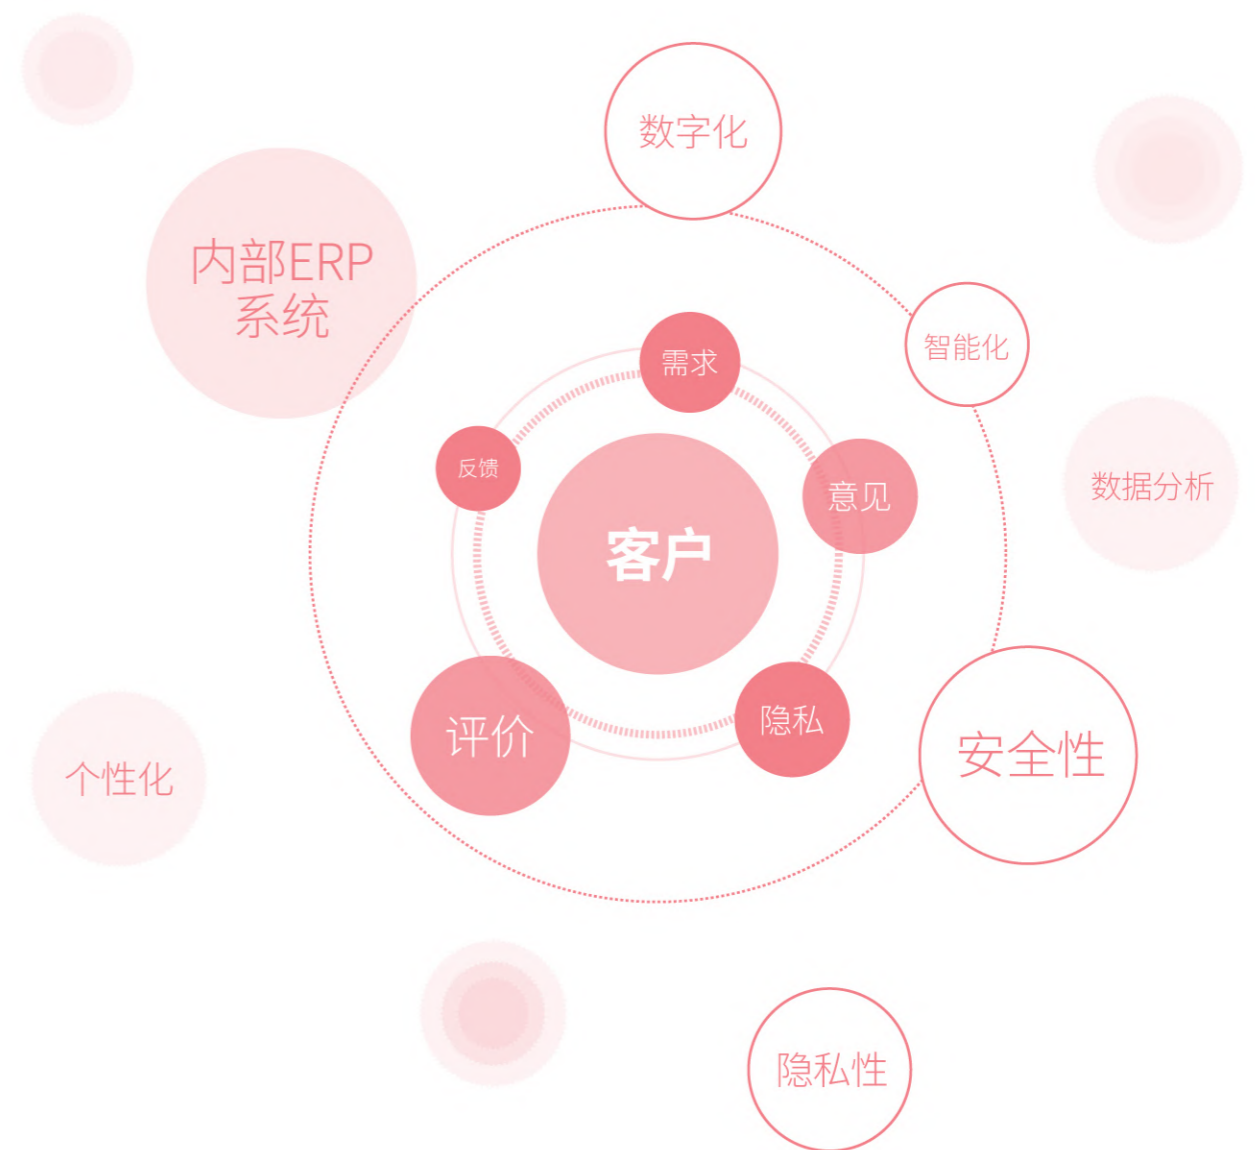 数字化
内部ERP
系统
智能化
需求
反馈
意见
数据分析
客户
评价
隐私
安全性
个性化
隐私性